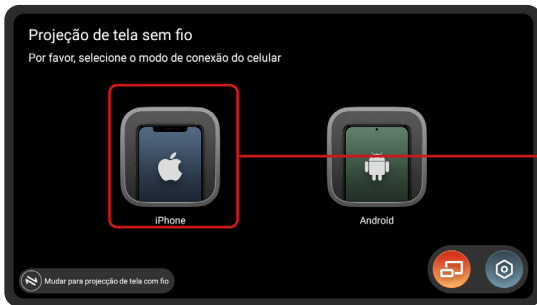 Projeção de tela sem fio
Por favor, selecione o modo de conexão do celular
iPhone
Android
Mudar para projecção de tela com fio